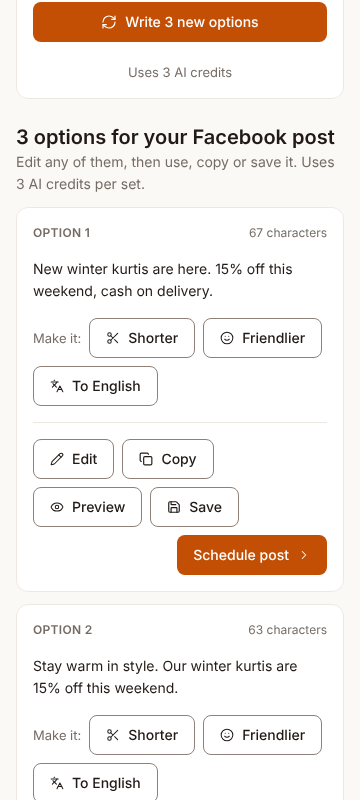 Write 3 new options
Uses 3 AI credits
3 options for your Facebook post
Edit any of them, then use, copy or save it. Uses
3 AI credits per set.
OPTION 1
67 characters
New winter kurtis are here. 15% off this
weekend, cash on delivery.
Make it:
Shorter
Friendlier
To English
Edit
Copy
Preview
Save
Schedule post
OPTION 2
63 characters
Stay warm in style. Our winter kurtis are
15% off this weekend.
Make it:
Shorter
Friendlier
To English